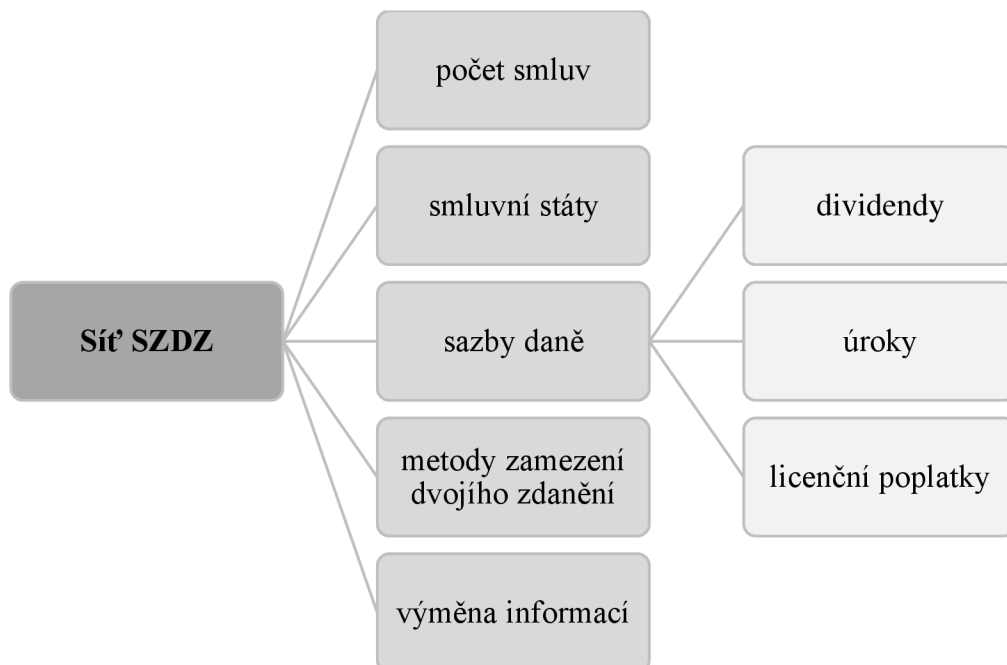 Síť SZDZ
počet smluv
smluvní státy
sazby daně
metody zamezení
dvojího zdanění
výměna informací
dividendy
úroky
licenční poplatky